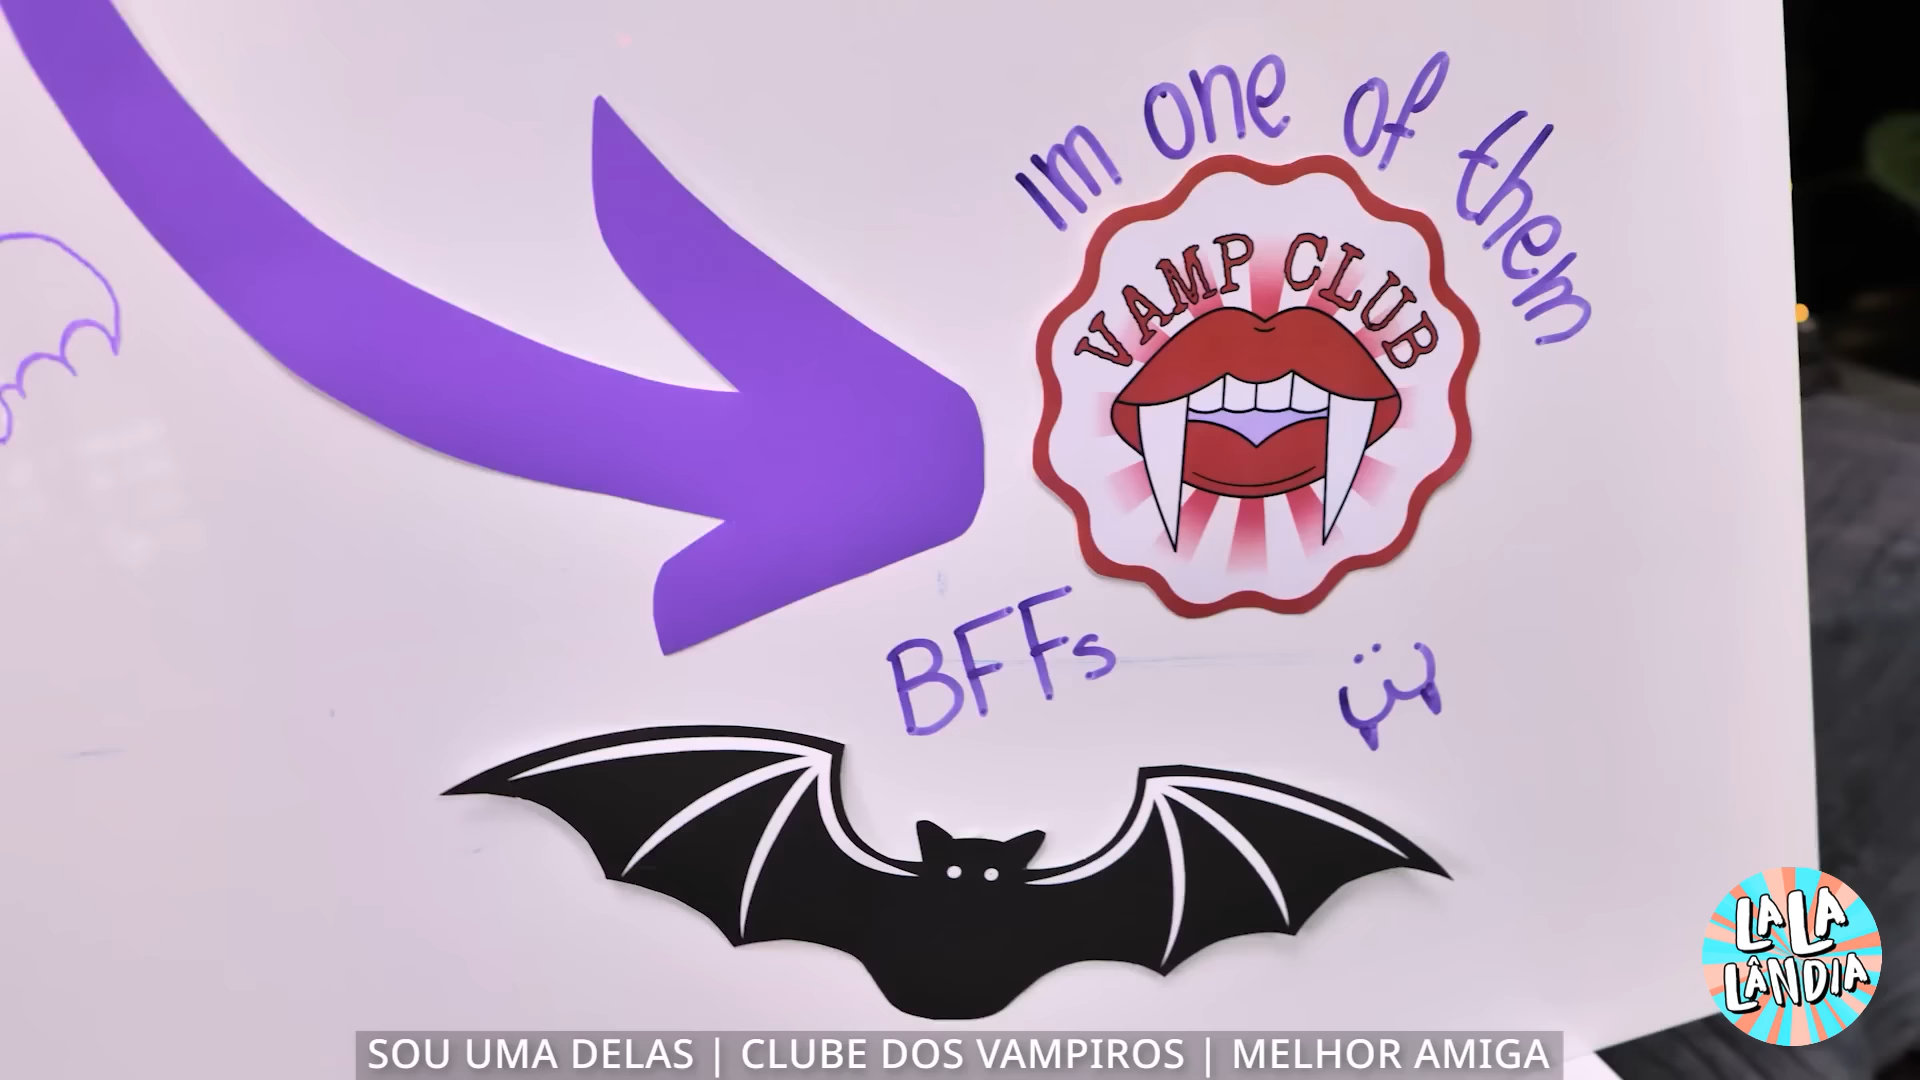 Im one of them
VAMP CLUB
BFFs
LA LA
LÂNDIA
SOU UMA DELAS | CLUBE DOS VAMPIROS | MELHOR AMIGA